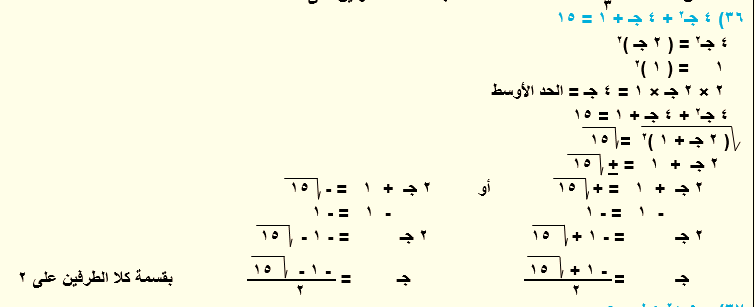 ٣٦) ٤ جـ٢ + ٤ جـ + ١ = ١٥
٤ جـ٢ = ( ٢ جـ )٢
١ = ( ١ )٢
٢ × ٢ جـ × ١ = ٤ جـ = الحد الأوسط
٤ جـ٢ + ٤ جـ + ١ = ١٥
√( ٢ جـ + ١ )٢ = √١٥
٢ جـ + ١ = ± √١٥
٢ جـ + ١ = + √١٥ أو ٢ جـ + ١ = - √١٥
- ١ = - ١ - ١ = - ١
٢ جـ = - ١ + √١٥ ٢ جـ = - ١ - √١٥
جـ = (- ١ + √١٥) / ٢ جـ = (- ١ - √١٥) / ٢ بقسمة كلا الطرفين على ٢